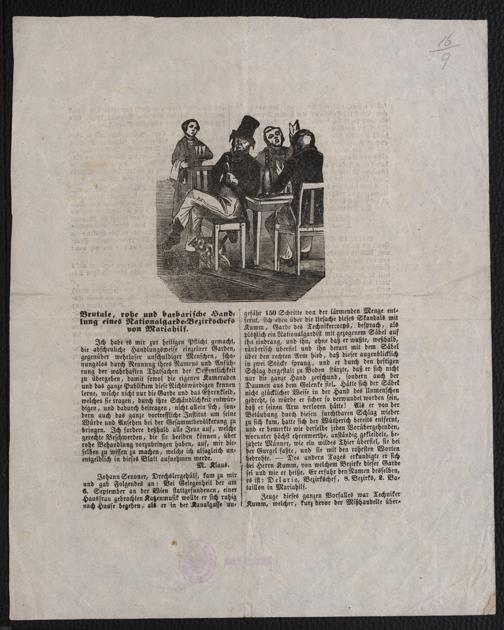 16
9
Brutale, rohe und barbarische Hand-
lung eines Nationalgarde-Bezirkschefs
von Mariahilf.
Ich habe es mir zur heiligen Pflicht gemacht,
die abscheuliche Handlungsweise einzelner Garden,
gegenüber wehrloser unschuldiger Menschen, scho-
nungslos durch Nennung ihres Namens und Anfüh-
rung der wahrhaften Thatsachen der Oeffentlichkeit
zu übergeben, damit sowol die eigenen Kameraden
und das ganze Publikum diese Nichtswürdigen kennen
lerne, welche nicht nur die Garde und das Ehrenkleid,
welches sie tragen, durch ihre Schändlichkeit entwür-
digen, und dadurch beitragen, nicht allein sich, son-
dern auch das ganze vortreffliche Institut um seine
Würde und Ansehen bei der Gesammtbevölkerung zu
bringen. Ich fordere deßhalb alle Jene auf, welche
gerechte Beschwerden, die sie beeiden können, über
rohe Behandlung vorzubringen haben, auf, mir die-
selben zu wissen zu machen, welche ich allsogleich un-
entgeldlich in dieses Blatt aufnehmen werde.
M. Klaus.
Johann Grauer, Drechslergehilf, kam zu mir
und gab Folgendes an: Bei Gelegenheit der am
6. September an der Wien stattgefundenen, einer
Hausfrau gebrachten Katzenmusik wollte er sich ruhig
nach Hause begeben, als er in der Kanalgasse un-
gefähr 150 Schritte von der lärmenden Menge ent-
fernt, sich eben über die Ursache dieses Skandals mit
Kumm, Garde des Technikercorps, besprach, als
plötzlich ein Nationalgardist mit gezogenem Säbel auf
ihn eindrang, und ihn, ohne daß er wußte, weßhalb,
mörderisch überfiel und ihn derart mit dem Säbel
über den rechten Arm hieb, daß dieser augenblicklich
in zwei Stücke sprang, und er durch den heftigen
Schlag dergestalt zu Boden stürzte, daß er sich nicht
nur die ganze Hand zerschund, sondern auch der
Daumen aus dem Gelenke fiel. Hätte sich der Säbel
nicht glücklicher Weise in der Hand des Unmenschen
gedreht, so würde er sicher so verwundet worden sein,
daß er seinen Arm verloren hätte! Als er von der
Betäubung durch diesen furchtbaren Schlag wieder
zu sich kam, hatte sich der Wütherich bereits entfernt,
und er bemerkte wie derselbe jeden Vorübergehenden,
worunter höchst ehrenwerthe, anständig gekleidete, be-
jahrte Männer, wie ein wildes Thier überfiel, sie bei
der Gurgel faßte, und sie mit den rohesten Worten
bedrohte. — Des andern Tages erkundigte er sich
bei Herrn Kumm, von welchem Bezirke dieser Garde
sei und wie er heiße. Er erfuhr den Namen desselben,
es ist: Delario, Bezirkschef, 8. Bezirks, 2. Ba-
taillon in Mariahilf.
Zeuge dieses ganzen Vorfalles war Techniker
Kumm, welcher, kurz bevor der Mißhandelte über-